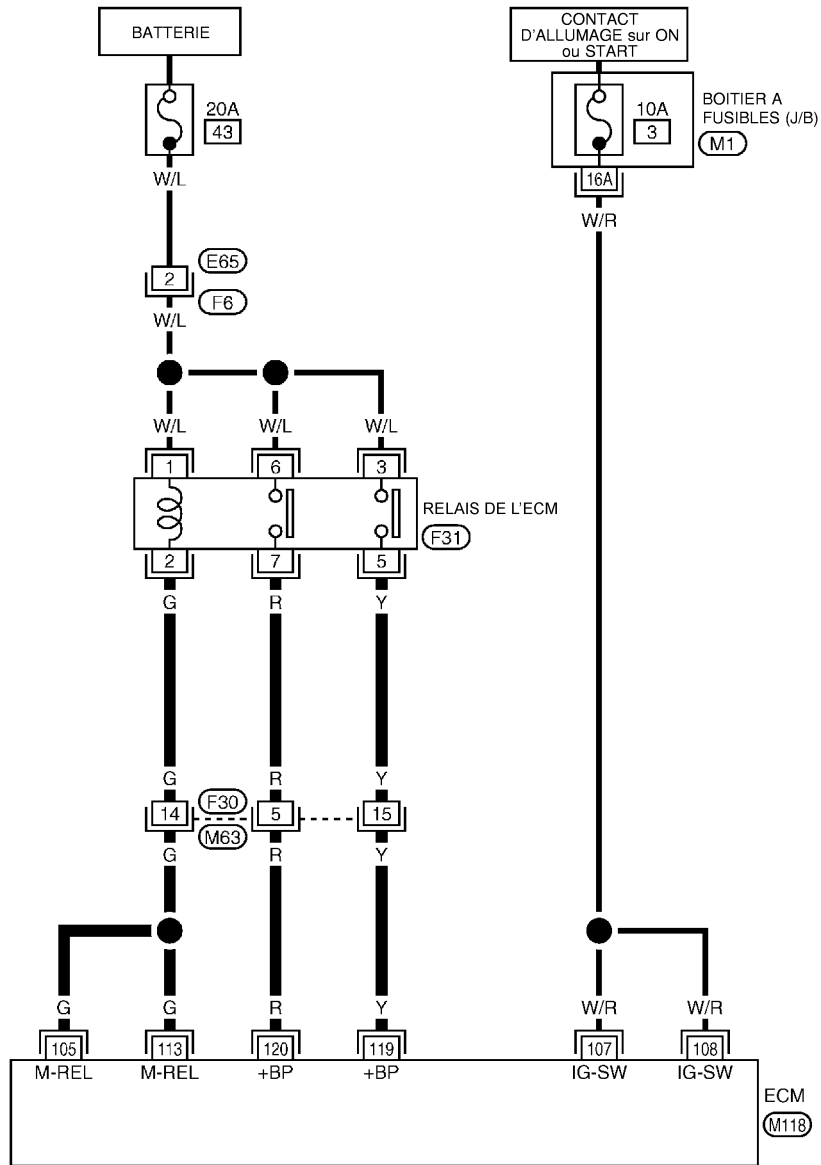 BATTERIE
CONTACT
D'ALLUMAGE sur ON
ou START
20A
43
10A
3
BOITIER A
FUSIBLES (J/B)
M1
W/L
16A
W/R
2
E65
F6
W/L
W/L W/L W/L
1 6 3
RELAIS DE L'ECM
F31
2 7 5
G R Y
G R Y
14 F30 5 15
M63
G R Y
G G R Y W/R W/R
105 113 120 119 107 108
M-REL M-REL +BP +BP IG-SW IG-SW
ECM
M118